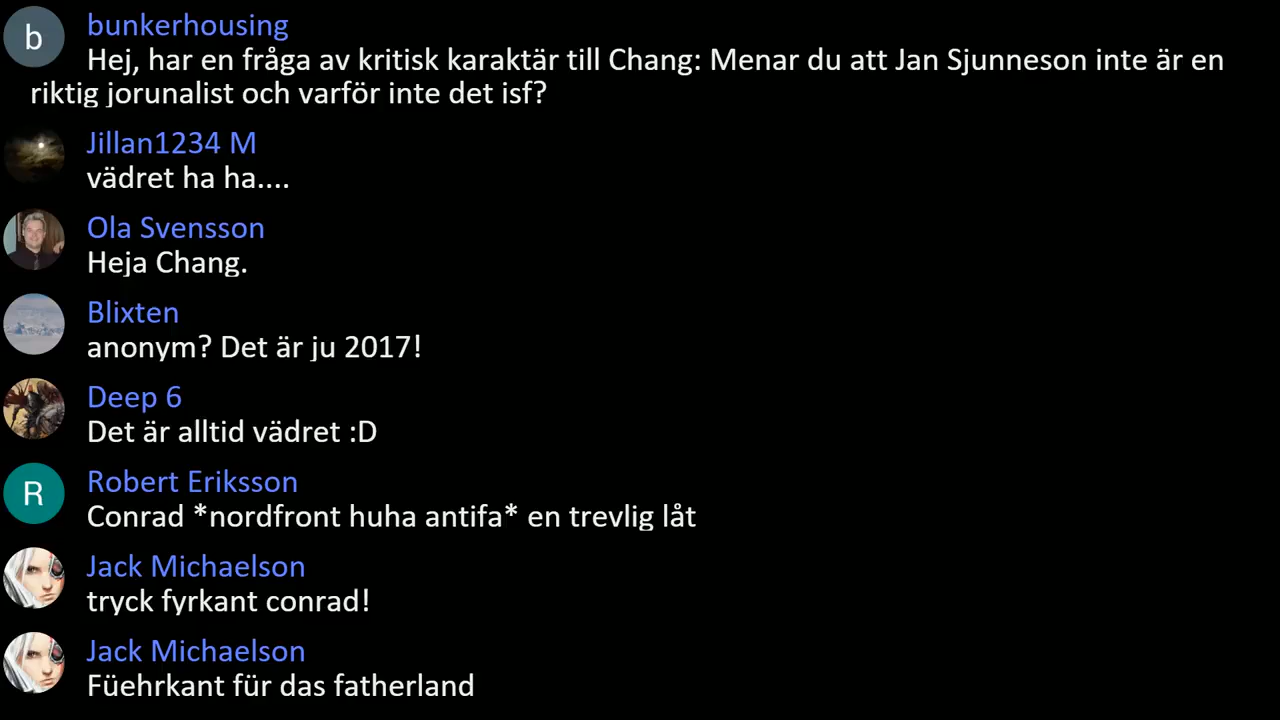 b
bunkerhousing
Hej, har en fråga av kritisk karaktär till Chang: Menar du att Jan Sjunneson inte är en
riktig jorunalist och varför inte det isf?
Jillan1234 M
vädret ha ha....
Ola Svensson
Heja Chang.
Blixten
anonym? Det är ju 2017!
Deep 6
Det är alltid vädret :D
R
Robert Eriksson
Conrad *nordfront huha antifa* en trevlig låt
Jack Michaelson
tryck fyrkant conrad!
Jack Michaelson
Füehrkant für das fatherland